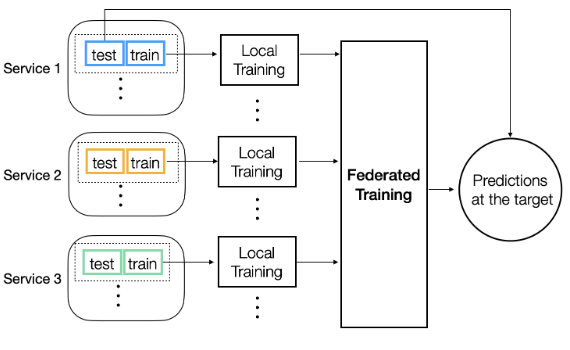 Service 1
test train
Local
Training
Service 2
test train
Local
Training
Federated
Training
Predictions
at the target
Service 3
test train
Local
Training